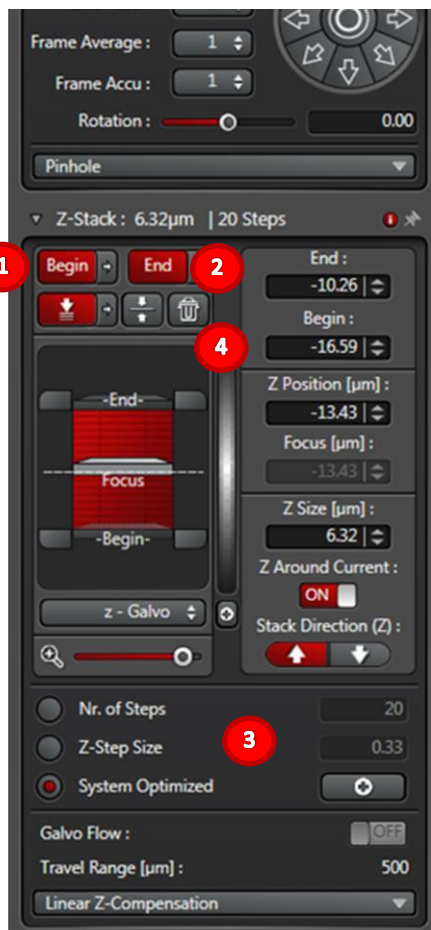 Frame Average : 1
Frame Accu : 1
Rotation : 0.00
Pinhole
Z-Stack : 6.32µm | 20 Steps
1 Begin End 2
End :
-10.26
Begin :
4 -16.59
-End-
Focus
-Begin-
Z Position [µm] :
-13.43
Focus [µm] :
-13.43
Z Size [µm] :
6.32
Z Around Current :
ON
z - Galvo
Stack Direction (Z) :
Nr. of Steps 20
Z-Step Size 3 0.33
System Optimized
Galvo Flow : OFF
Travel Range [µm] : 500
Linear Z-Compensation